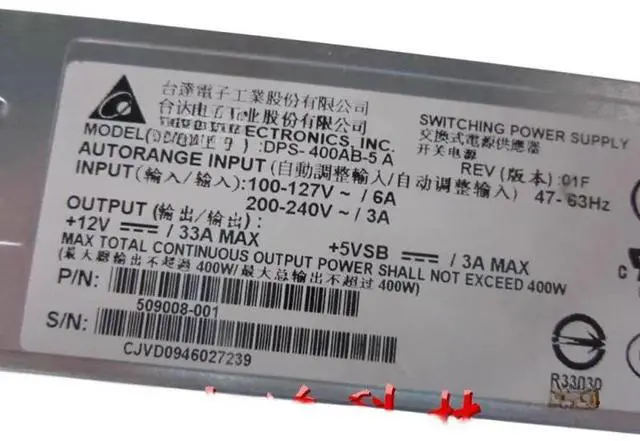 台達電子工業股份有限公司
台达电子工业股份有限公司
ELECTRONICS, INC.
MODEL :DPS-400AB-5 A
SWITCHING POWER SUPPLY
交換式電源供應器
开关电源
REV (版本) :01F
AUTORANGE INPUT (自動調整輸入/自动调整输入) 47- 63Hz
INPUT (輸入/输入) :100-127V ~ / 6A
200-240V ~ / 3A
OUTPUT (輸出/输出) :
+12V ⎓ / 33A MAX +5VSB ⎓ / 3A MAX
MAX TOTAL CONTINUOUS OUTPUT POWER SHALL NOT EXCEED 400W
(最大總輸出不超過 400W/ 最大总输出不超过 400W)
P/N:
509008-001
S/N:
CJVD0946027239
R33030